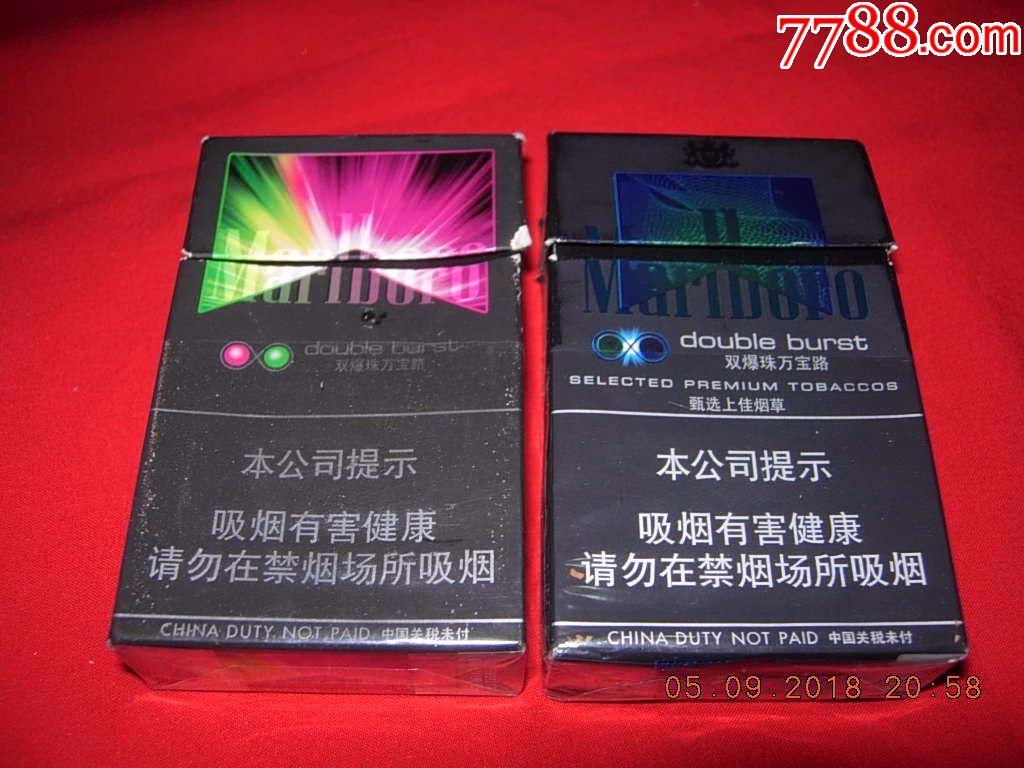 7788.com
Marlboro
double burst
双爆珠万宝路
本公司提示
吸烟有害健康
请勿在禁烟场所吸烟
CHINA DUTY NOT PAID 中国关税未付
Marlboro
double burst
双爆珠万宝路
SELECTED PREMIUM TOBACCOS
甄选上佳烟草
本公司提示
吸烟有害健康
请勿在禁烟场所吸烟
CHINA DUTY NOT PAID 中国关税未付
05.09.2018 20:58